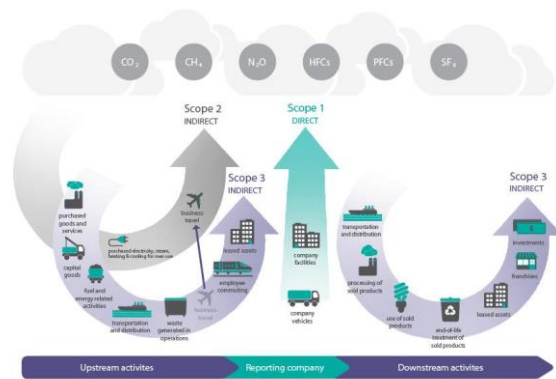 CO₂
CH₄
N₂O
HFCs
PFCs
SF₆
Scope 2
INDIRECT
Scope 1
DIRECT
Scope 3
INDIRECT
Scope 3
INDIRECT
purchased
goods and
services
capital
goods
fuel and
energy related
activities
purchased electricity, steam,
heating & cooling for own use
transportation
and distribution
waste
generated in
operations
business
travel
business
travel
employee
commuting
leased assets
company
facilities
company
vehicles
transportation
and distribution
processing of
sold products
use of sold
products
end-of-life
treatment of
sold products
leased assets
franchises
investments
Upstream activites
Reporting company
Downstream activites